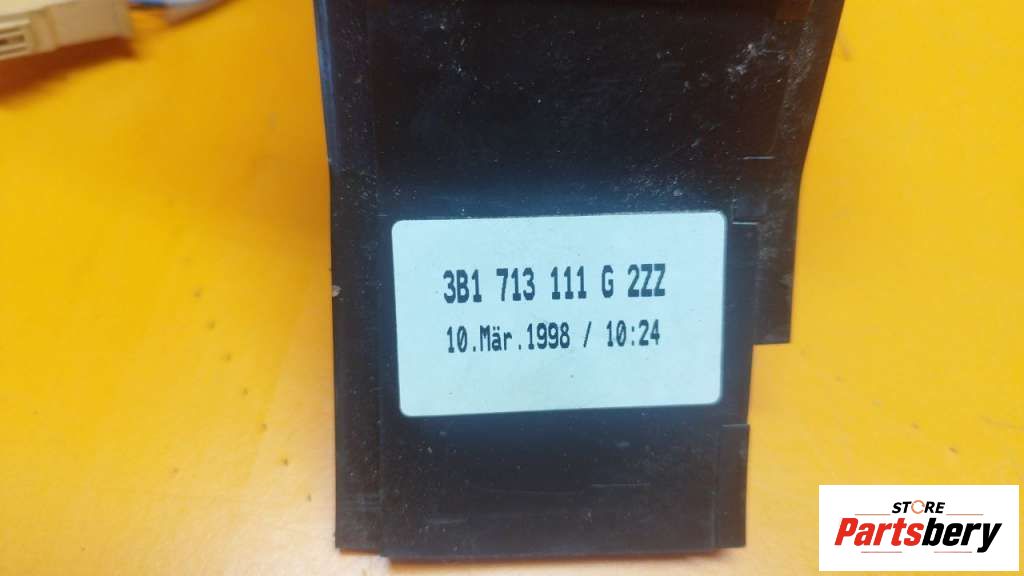 3B1 713 111 G 2ZZ
10.Mär.1998 / 10:24
STORE
Partsbery